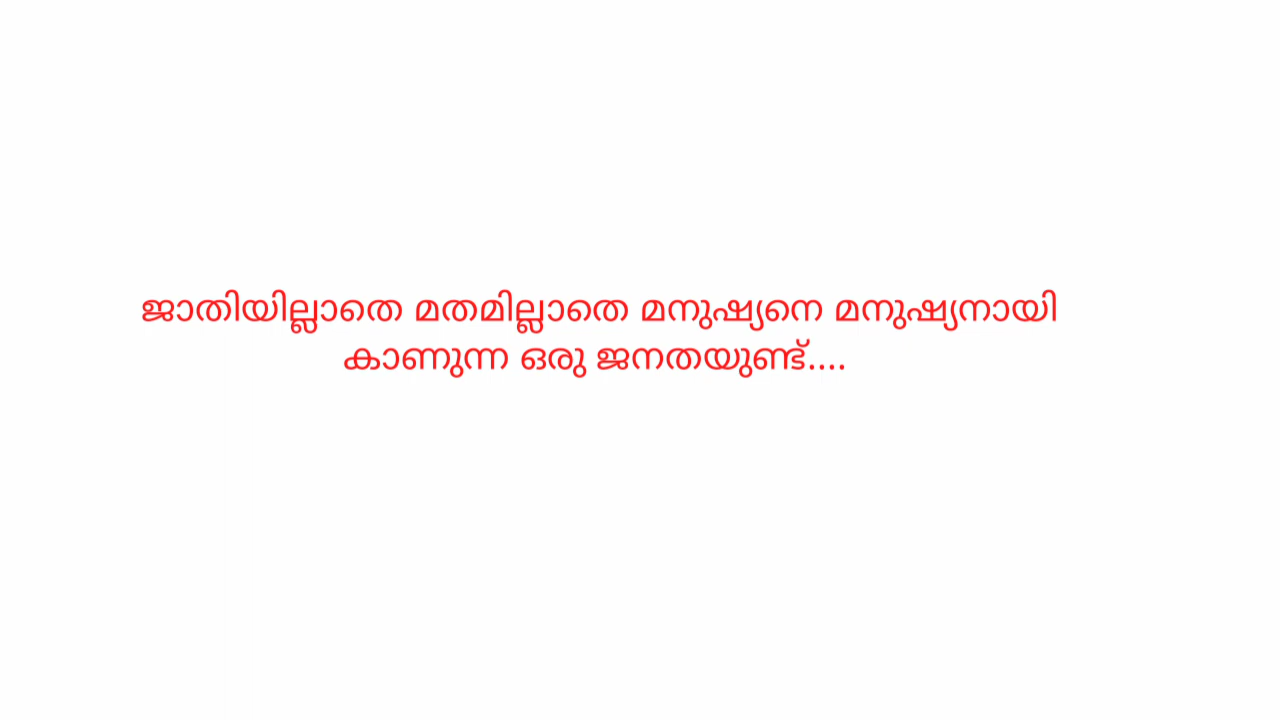 ജാതിയില്ലാതെ മതമില്ലാതെ മനുഷ്യനെ മനുഷ്യനായി
കാണുന്ന ഒരു ജനതയുണ്ട്....